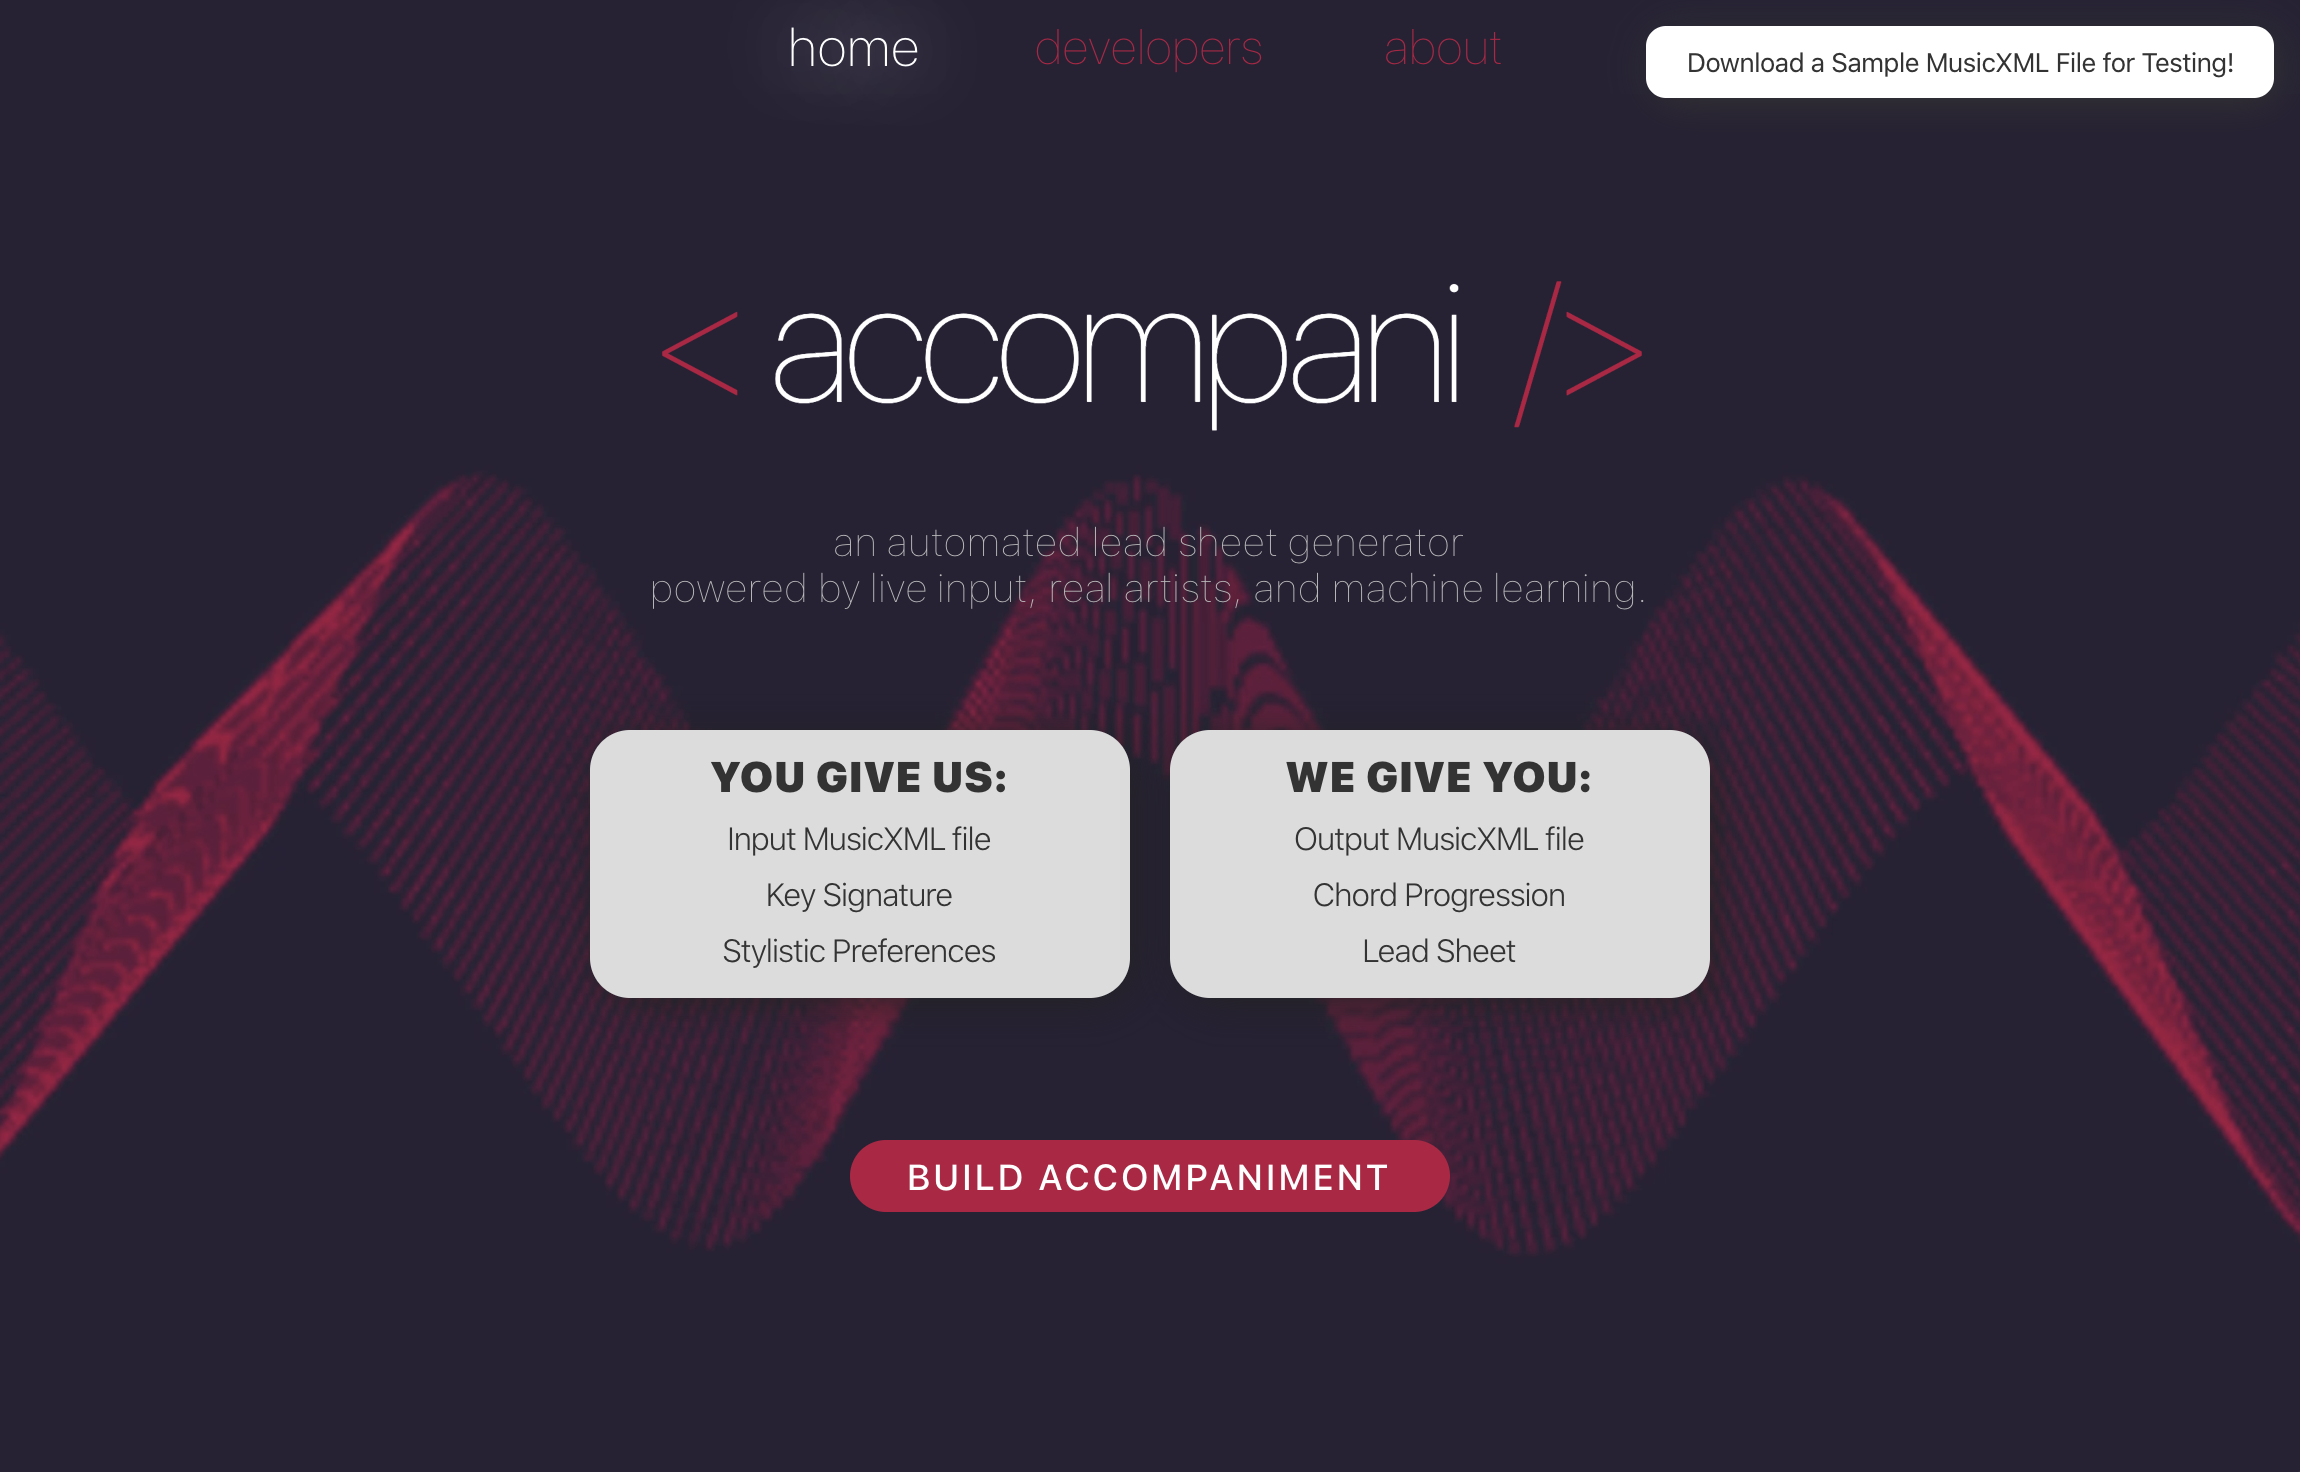 home developers about Download a Sample MusicXML File for Testing!
< accompani />
an automated lead sheet generator
powered by live input, real artists, and machine learning.
YOU GIVE US:
Input MusicXML file
Key Signature
Stylistic Preferences
WE GIVE YOU:
Output MusicXML file
Chord Progression
Lead Sheet
BUILD ACCOMPANIMENT